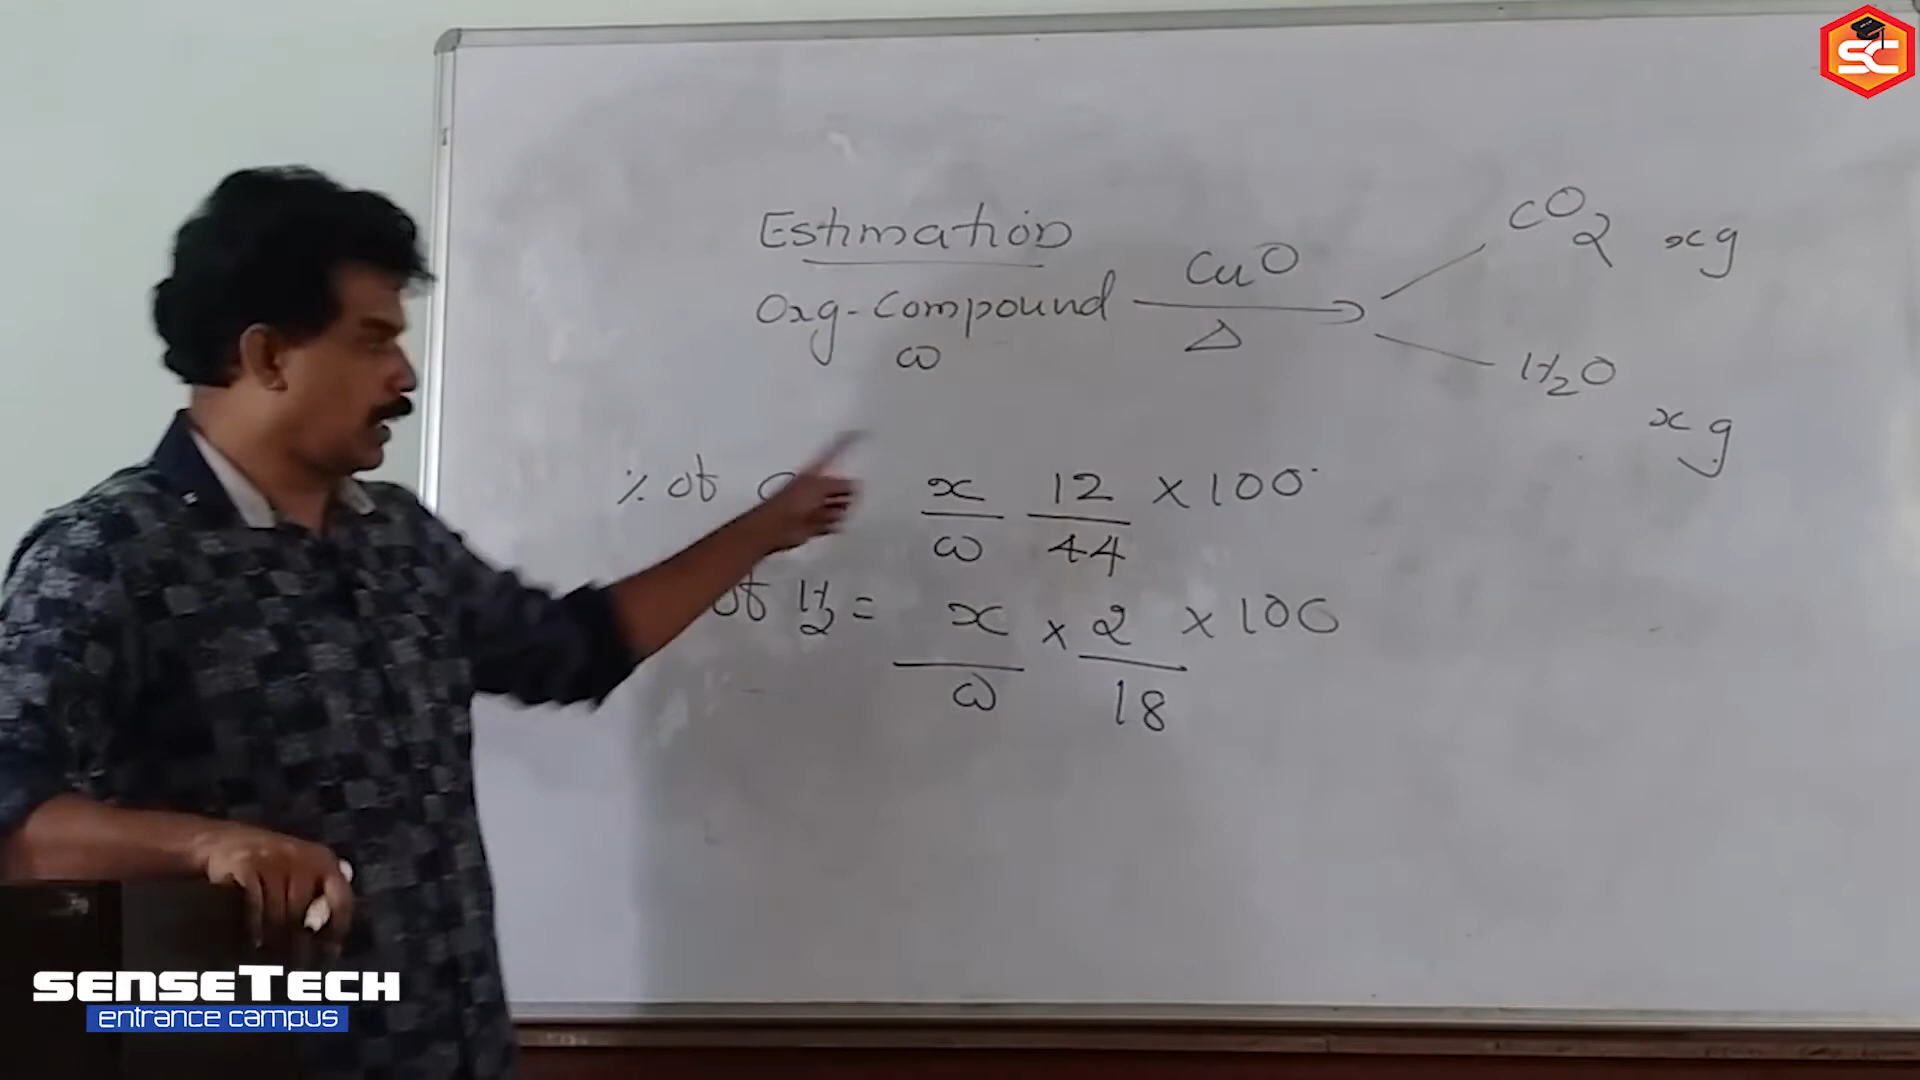 SC
Estimation
Org-Compound CuO Δ CO2 xg
ω
H2O xg
% of x/ω 12/44 × 100
of H2 = x/ω × 2/18 × 100
SENSETECH
entrance campus